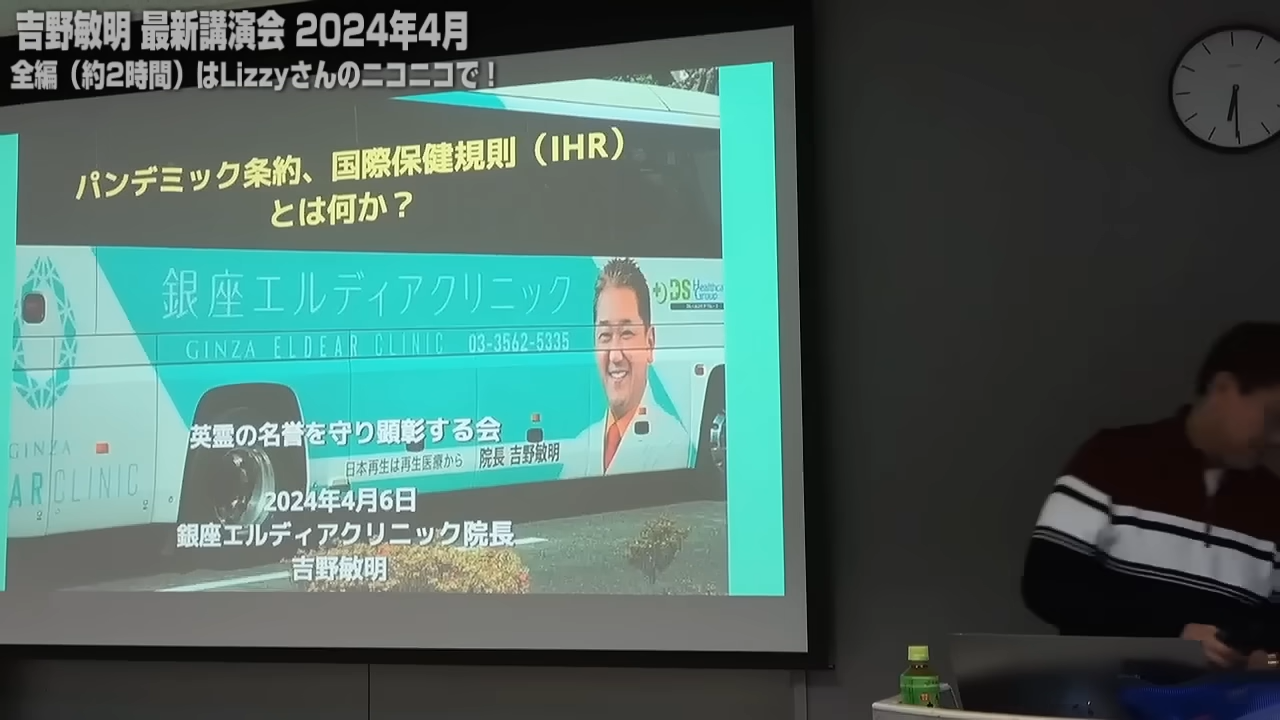 吉野敏明 最新講演会 2024年4月
全編（約2時間）はLizzyさんのニコニコで！
パンデミック条約、国際保健規則（IHR）
とは何か？
銀座エルディアクリニック
DS Healthcare Group
GINZA ELDEAR CLINIC 03-3562-5335
英霊の名誉を守り顕彰する会
日本再生は再生医療から 院長 吉野敏明
GINZA
AR CLINIC
2024年4月6日
銀座エルディアクリニック院長
吉野敏明